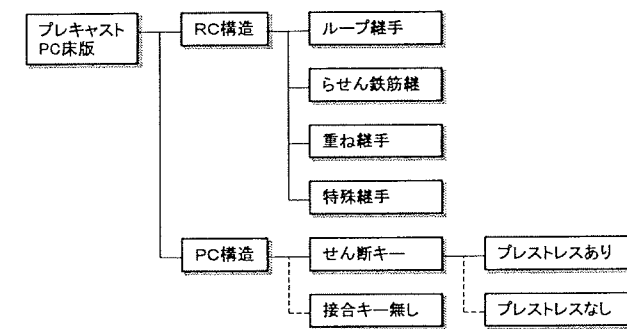 プレキャスト
PC床版
RC構造
ループ継手
らせん鉄筋継
重ね継手
特殊継手
PC構造
せん断キー
プレストレスあり
接合キー無し
プレストレスなし